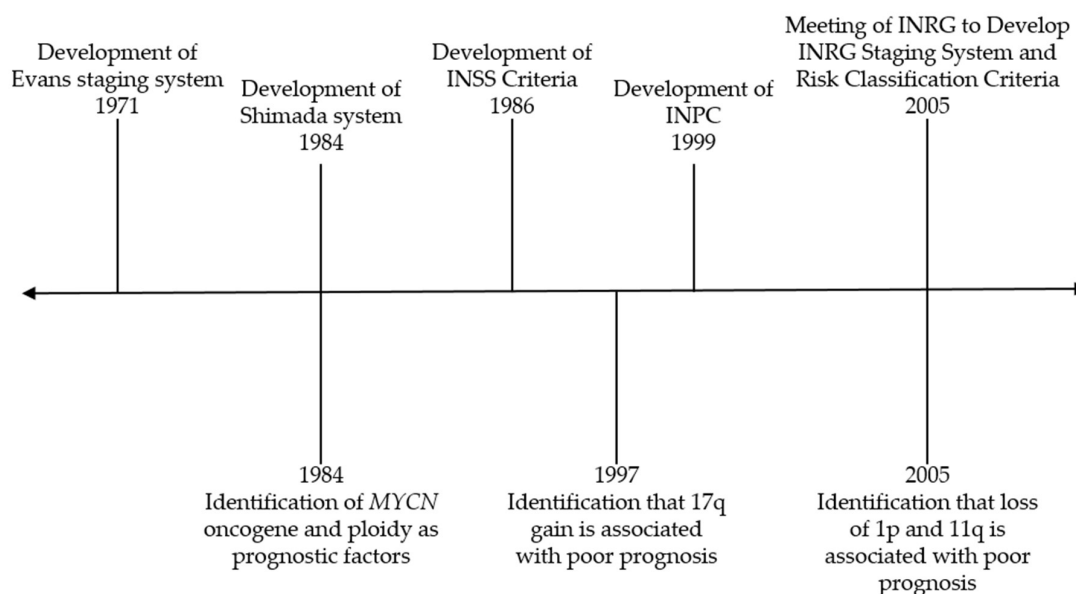 Development of
Evans staging system
1971
Development of
Shimada system
1984
Development of
INSS Criteria
1986
Development of
INPC
1999
Meeting of INRG to Develop
INRG Staging System and
Risk Classification Criteria
2005
1984
Identification of MYCN
oncogene and ploidy as
prognostic factors
1997
Identification that 17q
gain is associated
with poor prognosis
2005
Identification that loss
of 1p and 11q is
associated with poor
prognosis